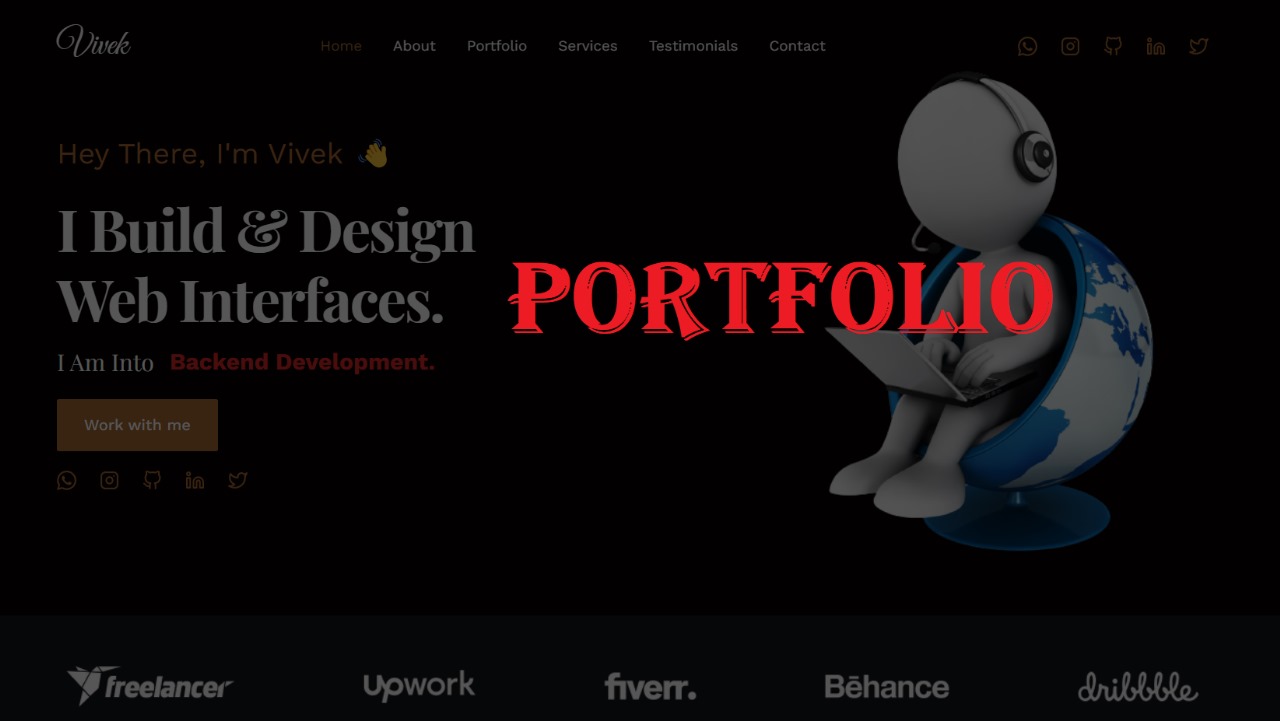 Vivek
Home About Portfolio Services Testimonials Contact
Hey There, I'm Vivek 👋
I Build & Design
Web Interfaces.
PORTFOLIO
I Am Into Backend Development.
Work with me
freelancer Upwork fiverr. Bēhance dribbble